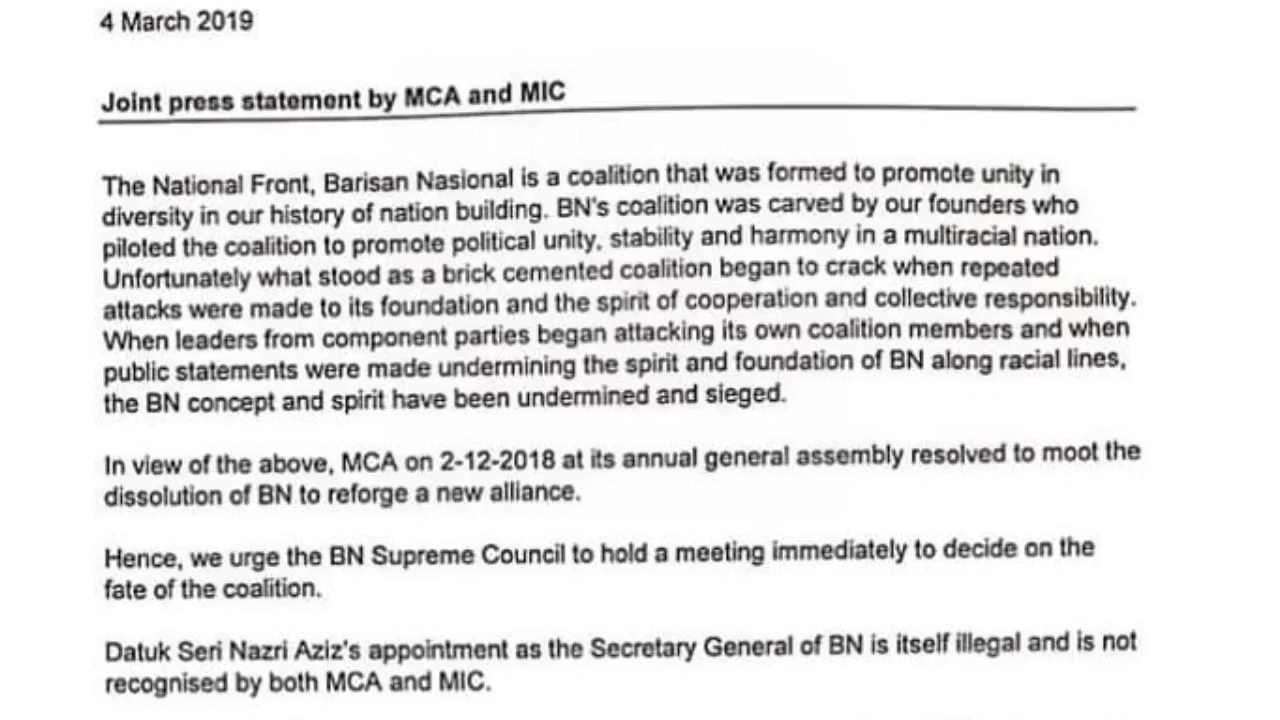 4 March 2019
Joint press statement by MCA and MIC
The National Front, Barisan Nasional is a coalition that was formed to promote unity in
diversity in our history of nation building. BN's coalition was carved by our founders who
piloted the coalition to promote political unity, stability and harmony in a multiracial nation.
Unfortunately what stood as a brick cemented coalition began to crack when repeated
attacks were made to its foundation and the spirit of cooperation and collective responsibility.
When leaders from component parties began attacking its own coalition members and when
public statements were made undermining the spirit and foundation of BN along racial lines,
the BN concept and spirit have been undermined and sieged.
In view of the above, MCA on 2-12-2018 at its annual general assembly resolved to moot the
dissolution of BN to reforge a new alliance.
Hence, we urge the BN Supreme Council to hold a meeting immediately to decide on the
fate of the coalition.
Datuk Seri Nazri Aziz's appointment as the Secretary General of BN is itself illegal and is not
recognised by both MCA and MIC.